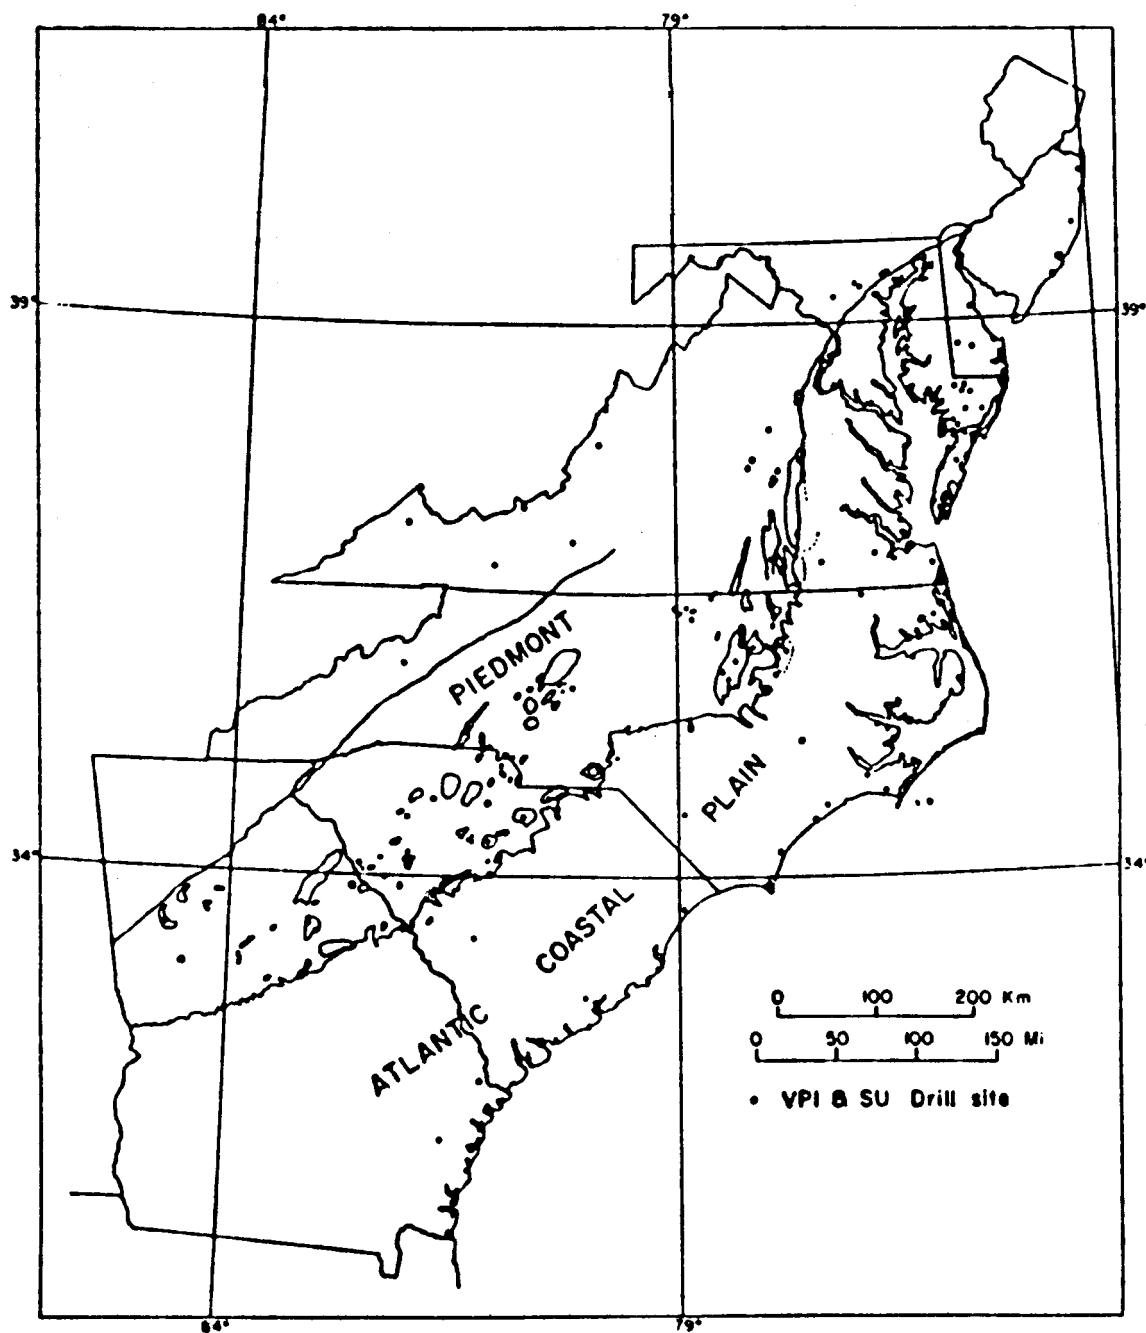 84° 79°
39° 39°
PIEDMONT
PLAIN
34° 34°
COASTAL
0 100 200 Km
ATLANTIC
0 50 100 150 Mi
• VPI & SU Drill site
84° 79°